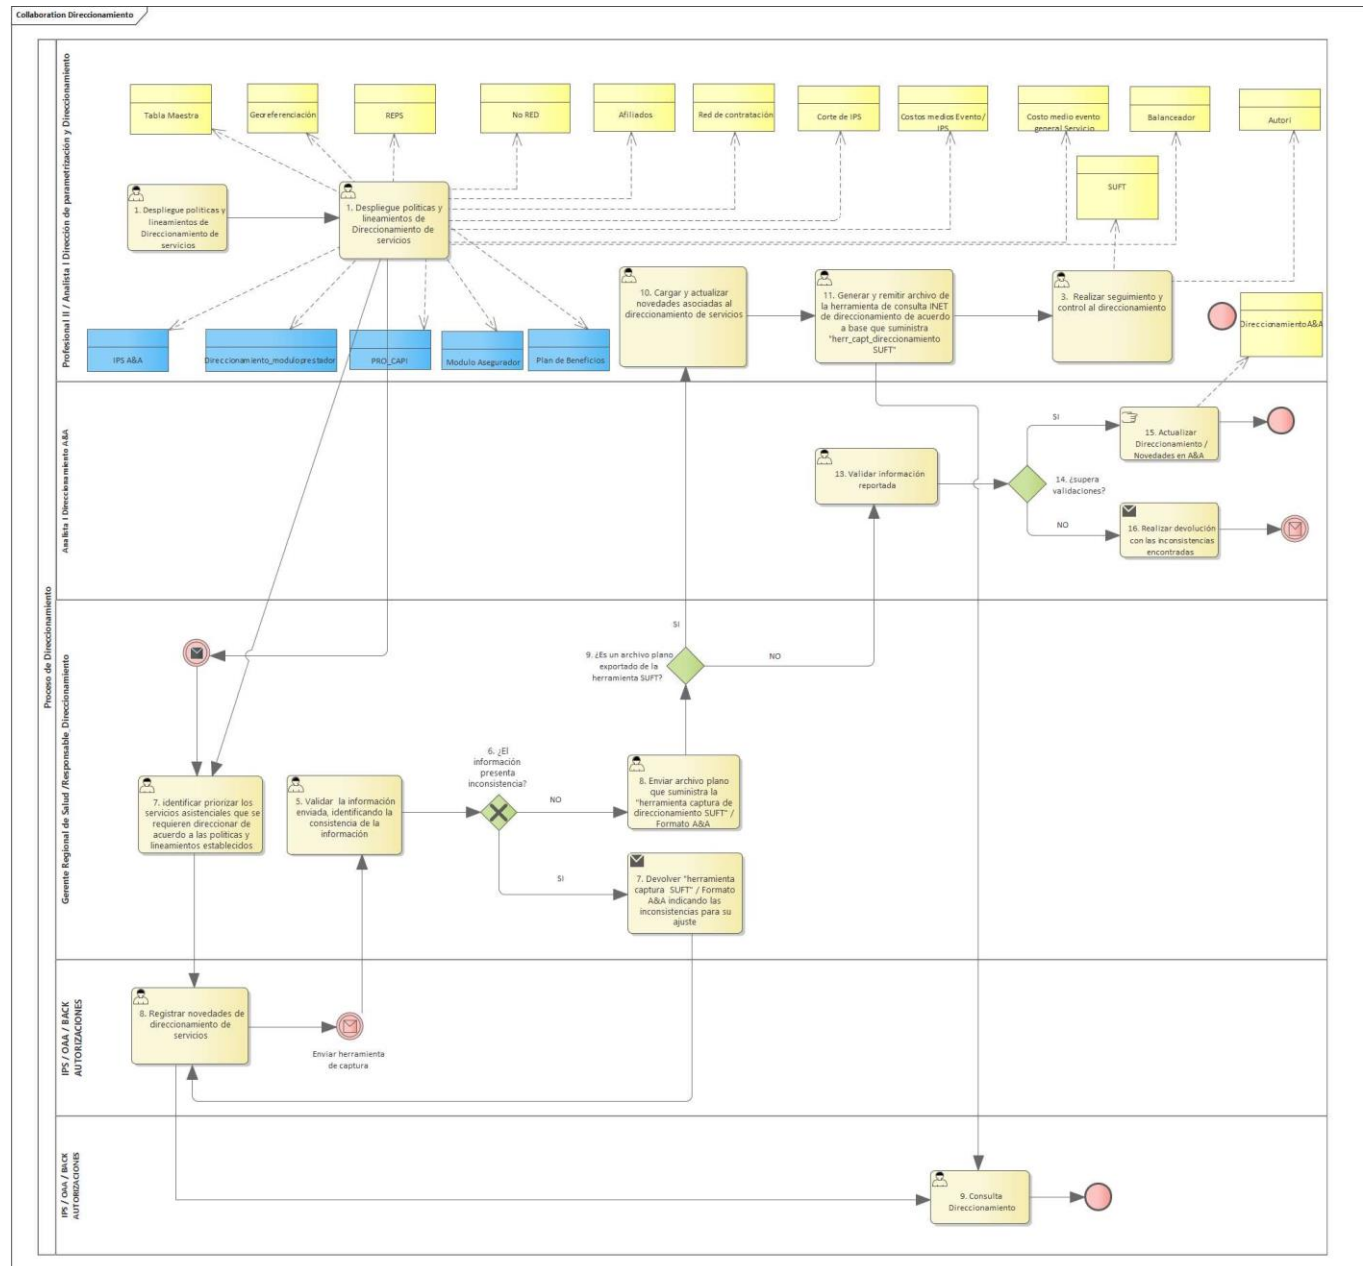 Collaboration Direccionamiento
Proceso de Direccionamiento
Profesional II / Analista I Dirección de parametrización y Direccionamiento
Tabla Maestra
Georeferenciación
REPS
No RED
Afiliados
Red de contratación
Corte de IPS
Costos medios Evento/
IPS
Costo medio evento
general Servicio
Balanceador
Autori
SUFT
1. Despliegue politicas y
lineamientos de
Direccionamiento de
servicios
1. Despliegue politicas y
lineamientos de
Direccionamiento de
servicios
10. Cargar y actualizar
novedades asociadas al
direccionamiento de servicios
11. Generar y remitir archivo de
la herramienta de consulta INET
de direccionamiento de acuerdo
a base que suministra
"herr_capt_direccionamiento
SUFT"
3. Realizar seguimiento y
control al direccionamiento
DireccionamientoA&A
IPS A&A
Direccionamiento_moduloprestador
PRO_CAPI
Modulo Asegurador
Plan de Beneficios
Analista I Direccionamiento A&A
13. Validar información
reportada
14. ¿supera
validaciones?
SI
NO
15. Actualizar
Direccionamiento /
Novedades en A&A
16. Realizar devolución
con las inconsistencias
encontradas
Gerente Regional de Salud /Responsable_Direccionamiento
SI
9. ¿Es un archivo plano
exportado de la
herramienta SUFT?
NO
7. identificar priorizar los
servicios asistenciales que se
requieren direccionar de
acuerdo a las politicas y
lineamientos establecidos
5. Validar la información
enviada, identificando la
consistencia de la
información
6. ¿El
información
presenta
inconsistencia?
NO
SI
8. Enviar archivo plano
que suministra la
"herramienta captura de
direccionamiento SUFT" /
Formato A&A
7. Devolver "herramienta
captura SUFT" / Formato
A&A indicando las
inconsistencias para su
ajuste
IPS / OAA / BACK
AUTORIZACIONES
8. Registrar novedades de
direccionamiento de
servicios
Enviar herramienta
de captura
IPS / OAA / BACK
AUTORIZACIONES
9. Consulta
Direccionamiento